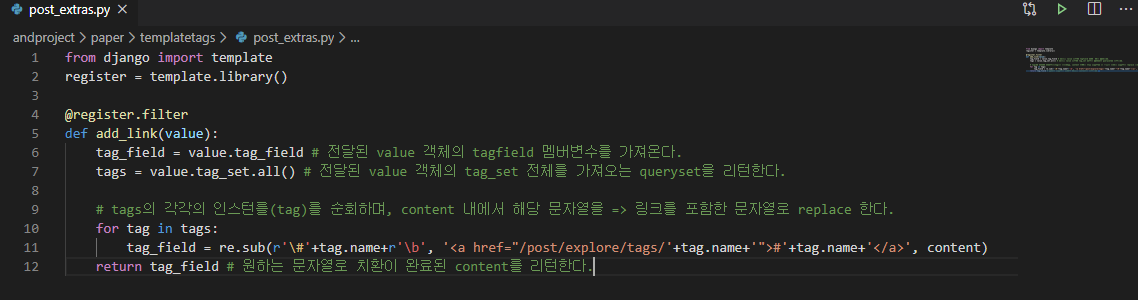 post_extras.py ×
andproject > paper > templatetags > post_extras.py > ...
1 from django import template
2 register = template.library()
3
4 @register.filter
5 def add_link(value):
6 tag_field = value.tag_field # 전달된 value 객체의 tagfield 멤버변수를 가져온다.
7 tags = value.tag_set.all() # 전달된 value 객체의 tag_set 전체를 가져오는 queryset을 리턴한다.
8
9 # tags의 각각의 인스턴틀(tag)를 순회하며, content 내에서 해당 문자열을 => 링크를 포함한 문자열로 replace 한다.
10 for tag in tags:
11 tag_field = re.sub(r'\#'+tag.name+r'\b', '<a href="/post/explore/tags/'+tag.name+'">#'+tag.name+'</a>', content)
12 return tag_field # 원하는 문자열로 치환이 완료된 content를 리턴한다.